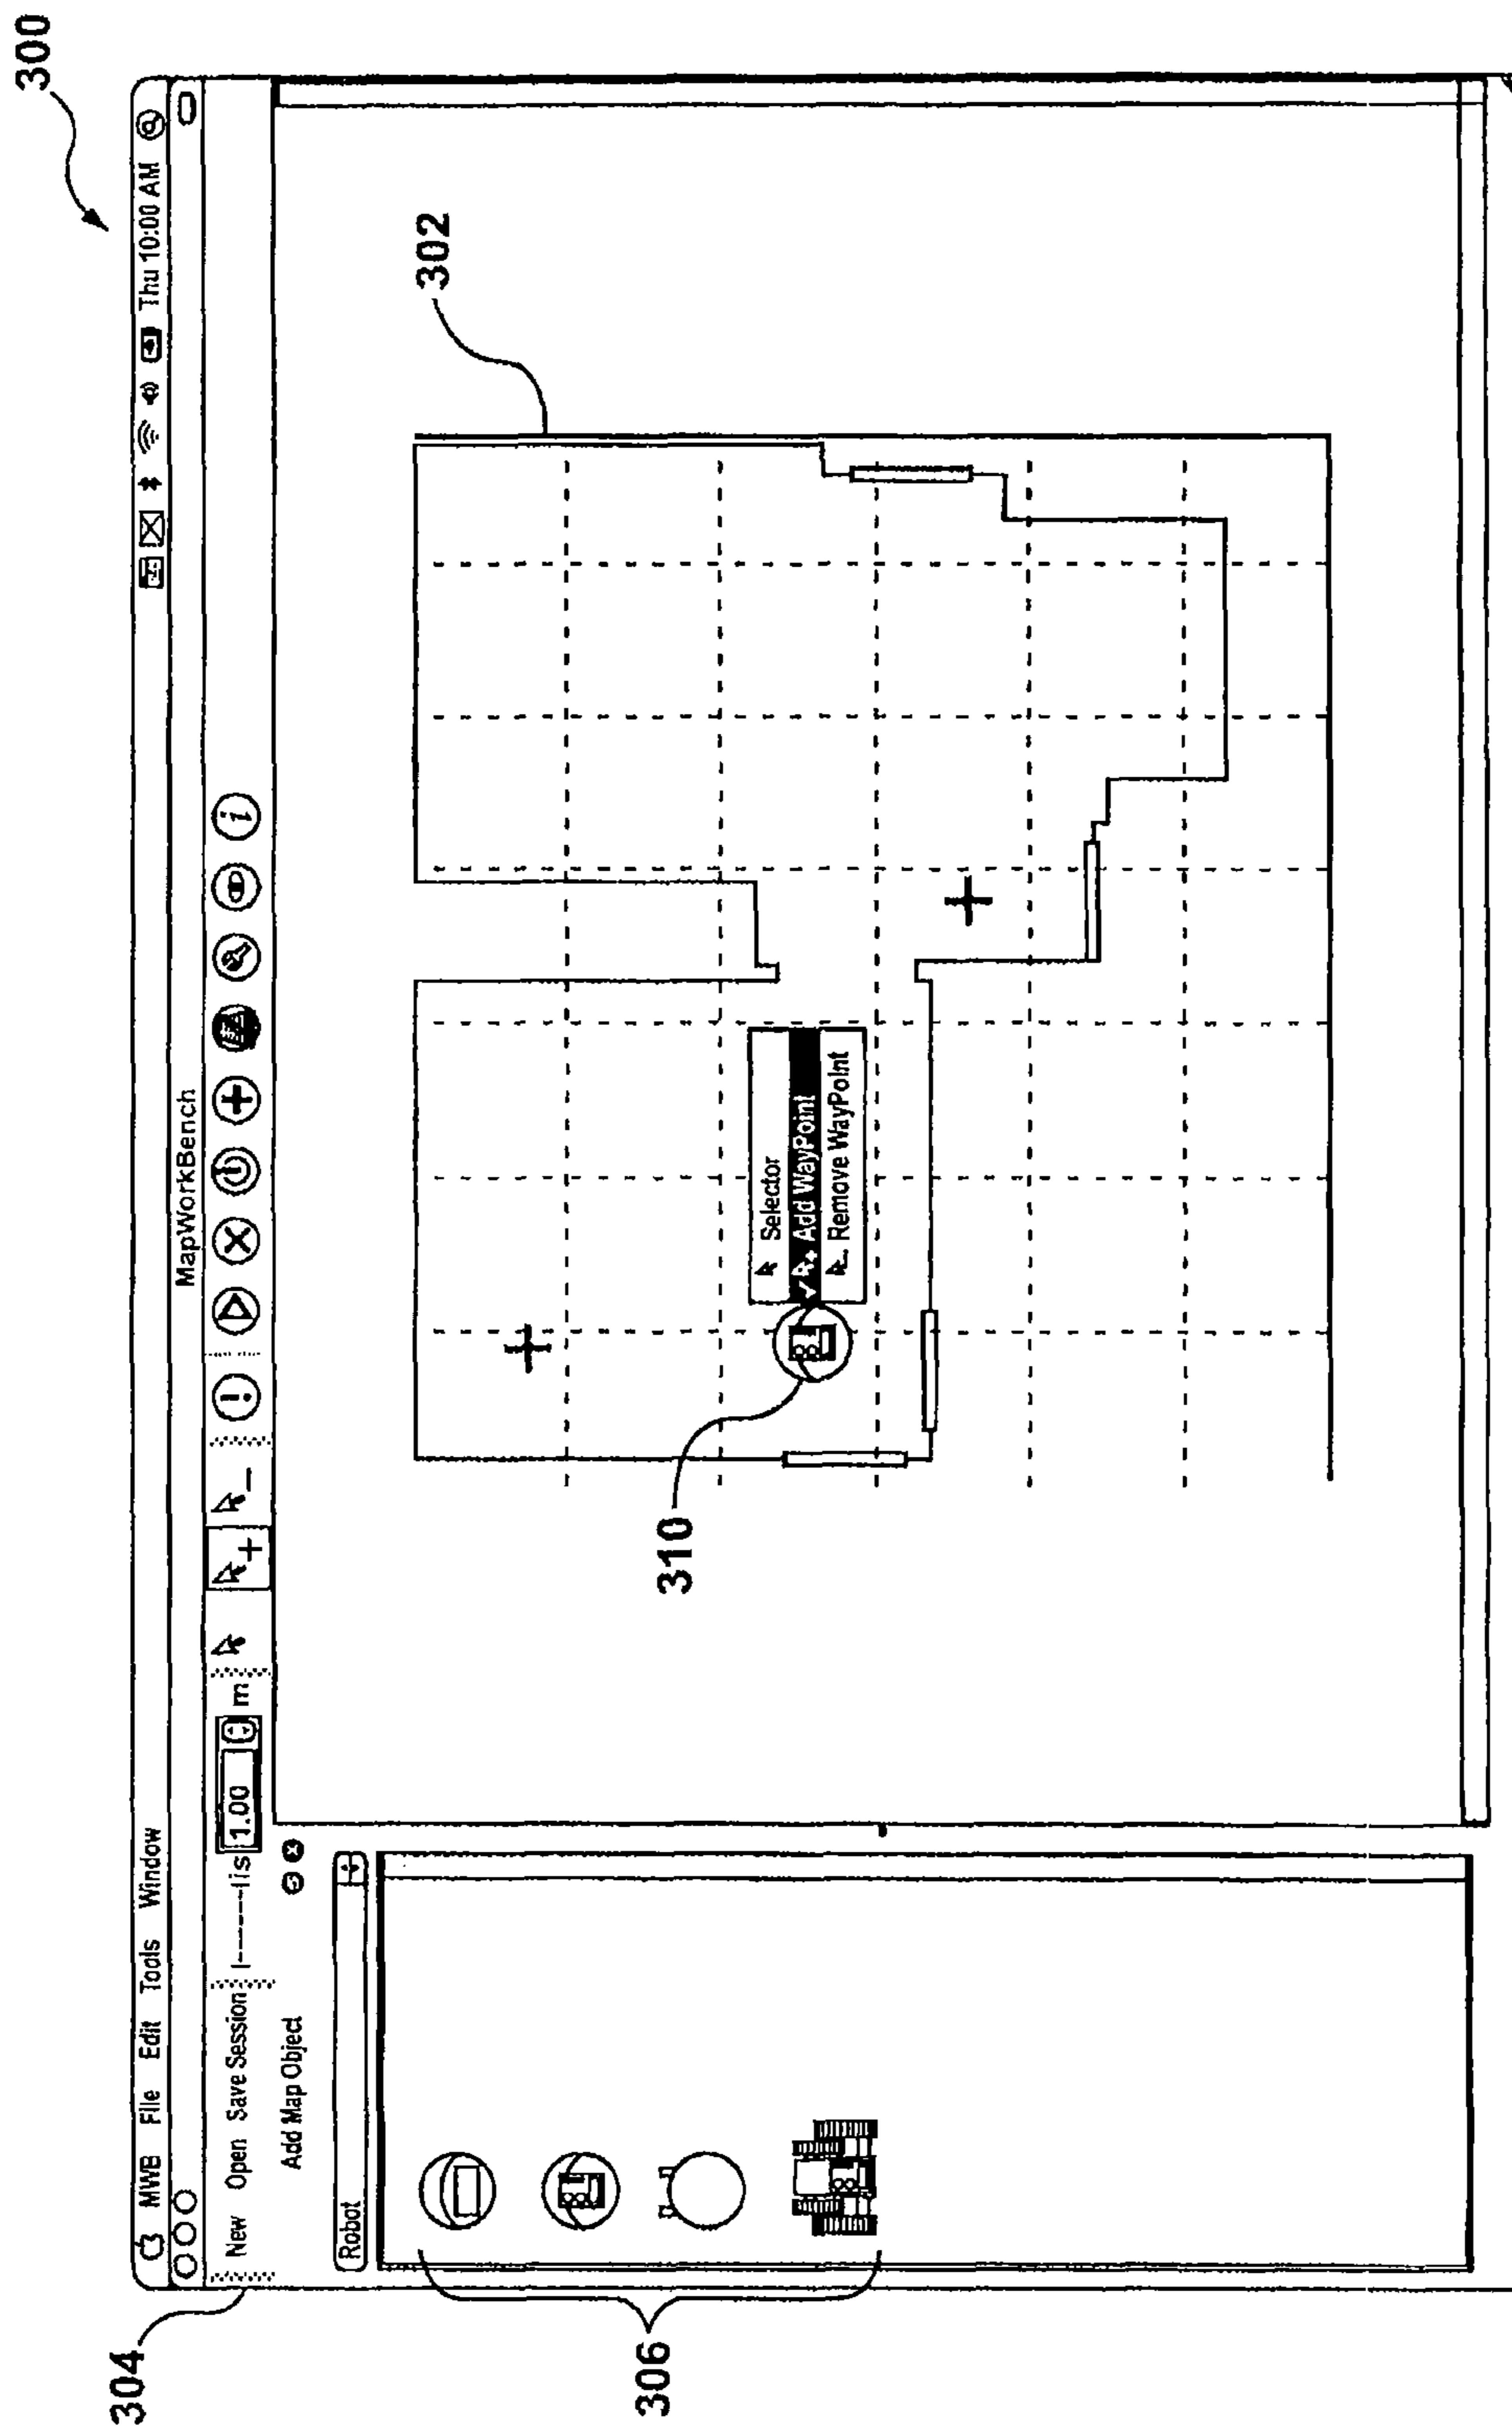 300
MWB File Edit Tools Window Thu 10:00 AM
MapWorkBench
New Open Save Session 1.00 m
304
Add Map Object
Robot
302
306
310
Selector
Add WayPoint
Remove WayPoint